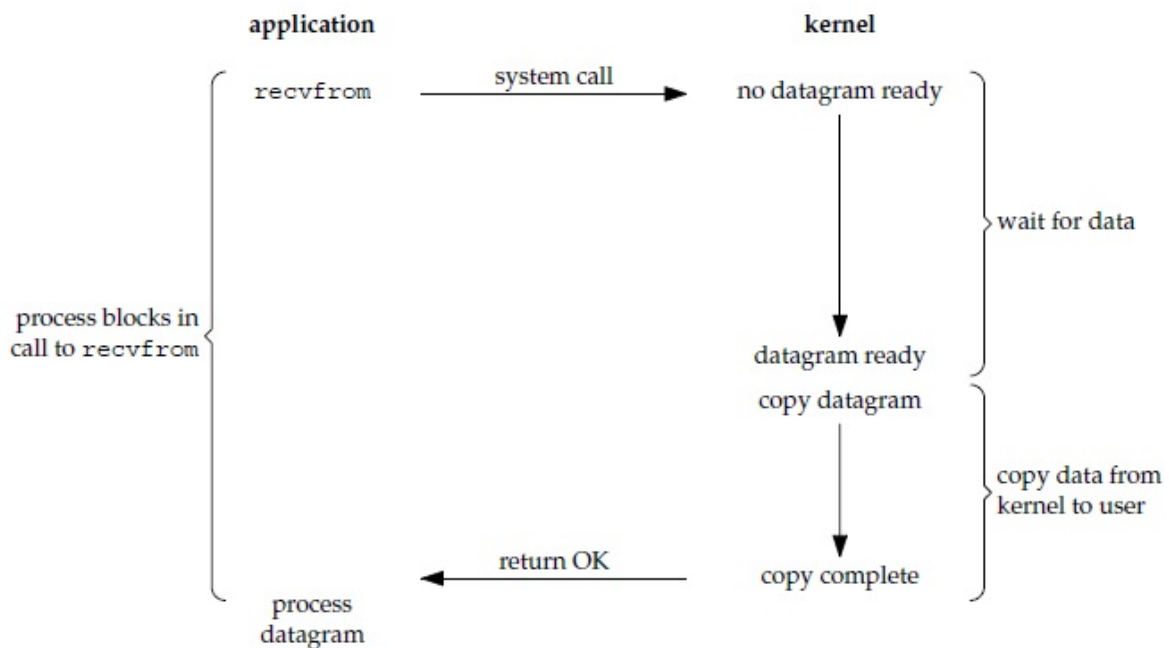 application
kernel
recvfrom
system call
no datagram ready
wait for data
process blocks in
call to recvfrom
datagram ready
copy datagram
copy data from
kernel to user
return OK
copy complete
process
datagram